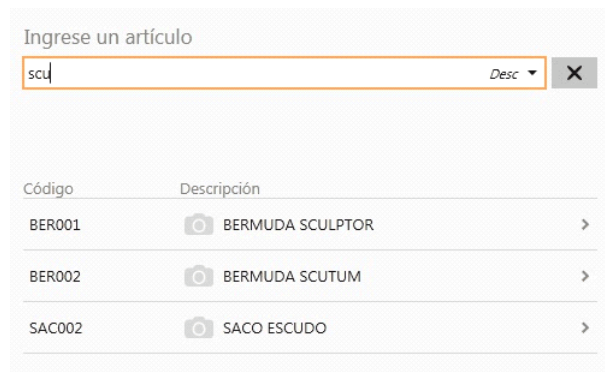 Ingrese un artículo
scu Desc
Código Descripción
BER001 BERMUDA SCULPTOR
BER002 BERMUDA SCUTUM
SAC002 SACO ESCUDO